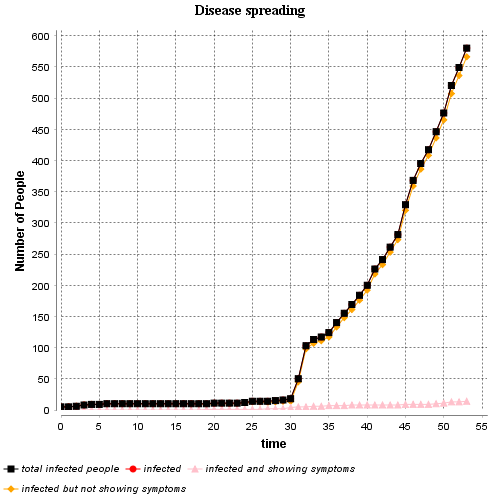 Disease spreading
600
550
500
450
400
350
300
250
200
150
100
50
0
Number of People
0 5 10 15 20 25 30 35 40 45 50 55
time
total infected people infected infected and showing symptoms
infected but not showing symptoms